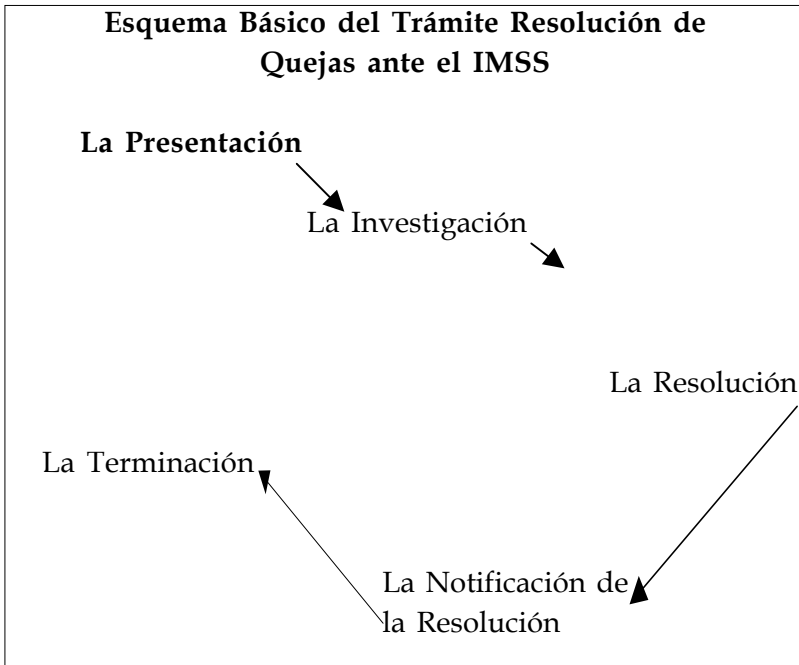 Esquema Básico del Trámite Resolución de
Quejas ante el IMSS
La Presentación
La Investigación
La Resolución
La Terminación
La Notificación de
la Resolución